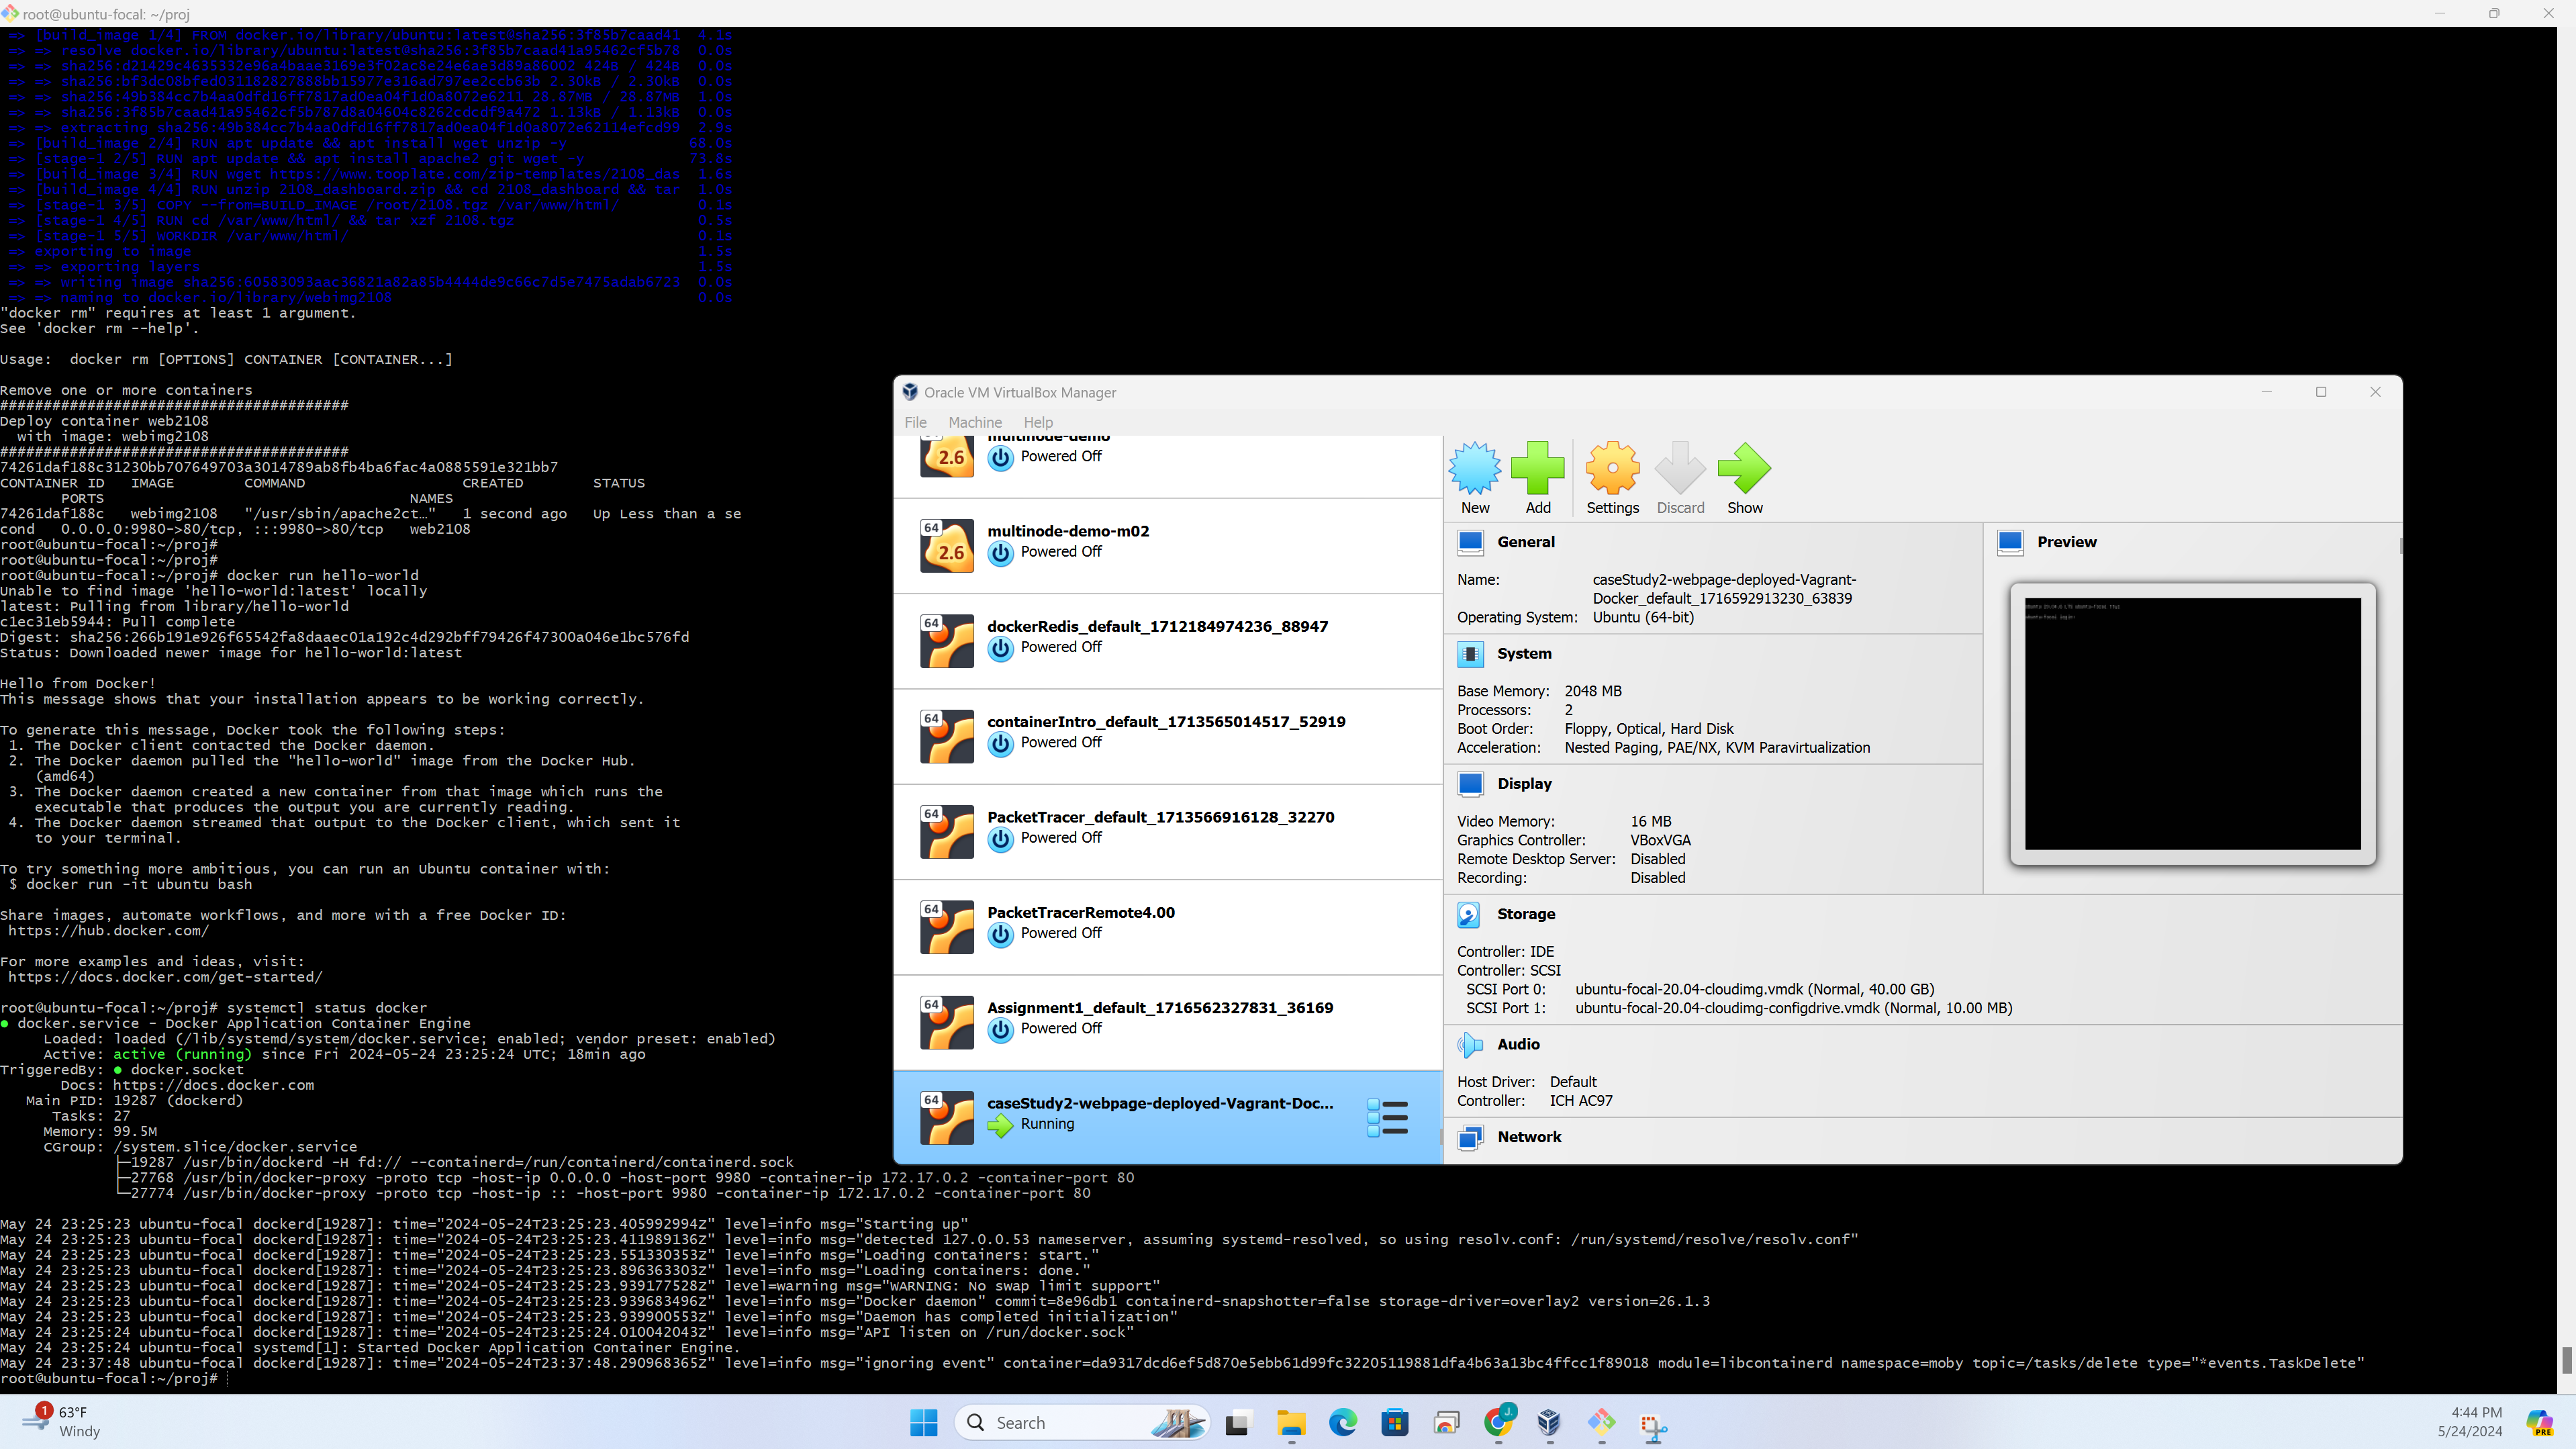 root@ubuntu-focal: ~/proj
=> [build_image 1/4] FROM docker.io/library/ubuntu:latest@sha256:3f85b7caad41 4.1s
=> => resolve docker.io/library/ubuntu:latest@sha256:3f85b7caad41a95462cf5b78 0.0s
=> => sha256:d21429c4635332e96a4baae3169e3f02ac8e24e6ae3d89a86002 424B / 424B 0.0s
=> => sha256:bf3dc08bfed031182827888bb15977e316ad797ee2ccb63b 2.30kB / 2.30kB 0.0s
=> => sha256:49b384cc7b4aa0dfd16ff7817ad0ea04f1d0a8072e6211 28.87MB / 28.87MB 1.0s
=> => sha256:3f85b7caad41a95462cf5b787d8a04604c8262cdcdf9a472 1.13kB / 1.13kB 0.0s
=> => extracting sha256:49b384cc7b4aa0dfd16ff7817ad0ea04f1d0a8072e62114efcd99 2.9s
=> [build_image 2/4] RUN apt update && apt install wget unzip -y 68.0s
=> [stage-1 2/5] RUN apt update && apt install apache2 git wget -y 73.8s
=> [build_image 3/4] RUN wget https://www.tooplate.com/zip-templates/2108_das 1.6s
=> [build_image 4/4] RUN unzip 2108_dashboard.zip && cd 2108_dashboard && tar 1.0s
=> [stage-1 3/5] COPY --from=BUILD_IMAGE /root/2108.tgz /var/www/html/ 0.1s
=> [stage-1 4/5] RUN cd /var/www/html/ && tar xzf 2108.tgz 0.5s
=> [stage-1 5/5] WORKDIR /var/www/html/ 0.1s
=> exporting to image 1.5s
=> => exporting layers 1.5s
=> => writing image sha256:60583093aac36821a82a85b4444de9c66c7d5e7475adab6723 0.0s
=> => naming to docker.io/library/webimg2108 0.0s
"docker rm" requires at least 1 argument.
See 'docker rm --help'.
Usage:  docker rm [OPTIONS] CONTAINER [CONTAINER...]
Remove one or more containers
########################################
Deploy container web2108
with image: webimg2108
########################################
74261daf188c31230bb707649703a3014789ab8fb4ba6fac4a0885591e321bb7
CONTAINER ID   IMAGE        COMMAND                  CREATED        STATUS
PORTS                                   NAMES
74261daf188c   webimg2108   "/usr/sbin/apache2ct…"   1 second ago   Up Less than a se
cond   0.0.0.0:9980->80/tcp, :::9980->80/tcp   web2108
root@ubuntu-focal:~/proj#
root@ubuntu-focal:~/proj#
root@ubuntu-focal:~/proj# docker run hello-world
Unable to find image 'hello-world:latest' locally
latest: Pulling from library/hello-world
c1ec31eb5944: Pull complete
Digest: sha256:266b191e926f65542fa8daaec01a192c4d292bff79426f47300a046e1bc576fd
Status: Downloaded newer image for hello-world:latest
Hello from Docker!
This message shows that your installation appears to be working correctly.
To generate this message, Docker took the following steps:
1. The Docker client contacted the Docker daemon.
2. The Docker daemon pulled the "hello-world" image from the Docker Hub.
(amd64)
3. The Docker daemon created a new container from that image which runs the
executable that produces the output you are currently reading.
4. The Docker daemon streamed that output to the Docker client, which sent it
to your terminal.
To try something more ambitious, you can run an Ubuntu container with:
$ docker run -it ubuntu bash
Share images, automate workflows, and more with a free Docker ID:
https://hub.docker.com/
For more examples and ideas, visit:
https://docs.docker.com/get-started/
root@ubuntu-focal:~/proj# systemctl status docker
● docker.service - Docker Application Container Engine
Loaded: loaded (/lib/systemd/system/docker.service; enabled; vendor preset: enabled)
Active: active (running) since Fri 2024-05-24 23:25:24 UTC; 18min ago
TriggeredBy: ● docker.socket
Docs: https://docs.docker.com
Main PID: 19287 (dockerd)
Tasks: 27
Memory: 99.5M
CGroup: /system.slice/docker.service
├─19287 /usr/bin/dockerd -H fd:// --containerd=/run/containerd/containerd.sock
├─27768 /usr/bin/docker-proxy -proto tcp -host-ip 0.0.0.0 -host-port 9980 -container-ip 172.17.0.2 -container-port 80
└─27774 /usr/bin/docker-proxy -proto tcp -host-ip :: -host-port 9980 -container-ip 172.17.0.2 -container-port 80
May 24 23:25:23 ubuntu-focal dockerd[19287]: time="2024-05-24T23:25:23.405992994Z" level=info msg="Starting up"
May 24 23:25:23 ubuntu-focal dockerd[19287]: time="2024-05-24T23:25:23.411989136Z" level=info msg="detected 127.0.0.53 nameserver, assuming systemd-resolved, so using resolv.conf: /run/systemd/resolve/resolv.conf"
May 24 23:25:23 ubuntu-focal dockerd[19287]: time="2024-05-24T23:25:23.551330353Z" level=info msg="Loading containers: start."
May 24 23:25:23 ubuntu-focal dockerd[19287]: time="2024-05-24T23:25:23.896363303Z" level=info msg="Loading containers: done."
May 24 23:25:23 ubuntu-focal dockerd[19287]: time="2024-05-24T23:25:23.939177528Z" level=warning msg="WARNING: No swap limit support"
May 24 23:25:23 ubuntu-focal dockerd[19287]: time="2024-05-24T23:25:23.939683496Z" level=info msg="Docker daemon" commit=8e96db1 containerd-snapshotter=false storage-driver=overlay2 version=26.1.3
May 24 23:25:23 ubuntu-focal dockerd[19287]: time="2024-05-24T23:25:23.939900553Z" level=info msg="Daemon has completed initialization"
May 24 23:25:24 ubuntu-focal dockerd[19287]: time="2024-05-24T23:25:24.010042043Z" level=info msg="API listen on /run/docker.sock"
May 24 23:25:24 ubuntu-focal systemd[1]: Started Docker Application Container Engine.
May 24 23:37:48 ubuntu-focal dockerd[19287]: time="2024-05-24T23:37:48.290968365Z" level=info msg="ignoring event" container=da9317dcd6ef5d870e5ebb61d99fc32205119881dfa4b63a13bc4ffcc1f89018 module=libcontainerd namespace=moby topic=/tasks/delete type="*events.TaskDelete"
root@ubuntu-focal:~/proj#
Oracle VM VirtualBox Manager
File Machine Help
multinode-demo
2.6
Powered Off
64
2.6
multinode-demo-m02
Powered Off
64
dockerRedis_default_1712184974236_88947
Powered Off
64
containerIntro_default_1713565014517_52919
Powered Off
64
PacketTracer_default_1713566916128_32270
Powered Off
64
PacketTracerRemote4.00
Powered Off
64
Assignment1_default_1716562327831_36169
Powered Off
64
caseStudy2-webpage-deployed-Vagrant-Doc...
Running
New Add Settings Discard Show
General
Name: caseStudy2-webpage-deployed-Vagrant-
Docker_default_1716592913230_63839
Operating System: Ubuntu (64-bit)
System
Base Memory: 2048 MB
Processors: 2
Boot Order: Floppy, Optical, Hard Disk
Acceleration: Nested Paging, PAE/NX, KVM Paravirtualization
Display
Video Memory: 16 MB
Graphics Controller: VBoxVGA
Remote Desktop Server: Disabled
Recording: Disabled
Storage
Controller: IDE
Controller: SCSI
SCSI Port 0: ubuntu-focal-20.04-cloudimg.vmdk (Normal, 40.00 GB)
SCSI Port 1: ubuntu-focal-20.04-cloudimg-configdrive.vmdk (Normal, 10.00 MB)
Audio
Host Driver: Default
Controller: ICH AC97
Network
Preview
1
63°F
Windy
Search
J
4:44 PM
5/24/2024
PRE